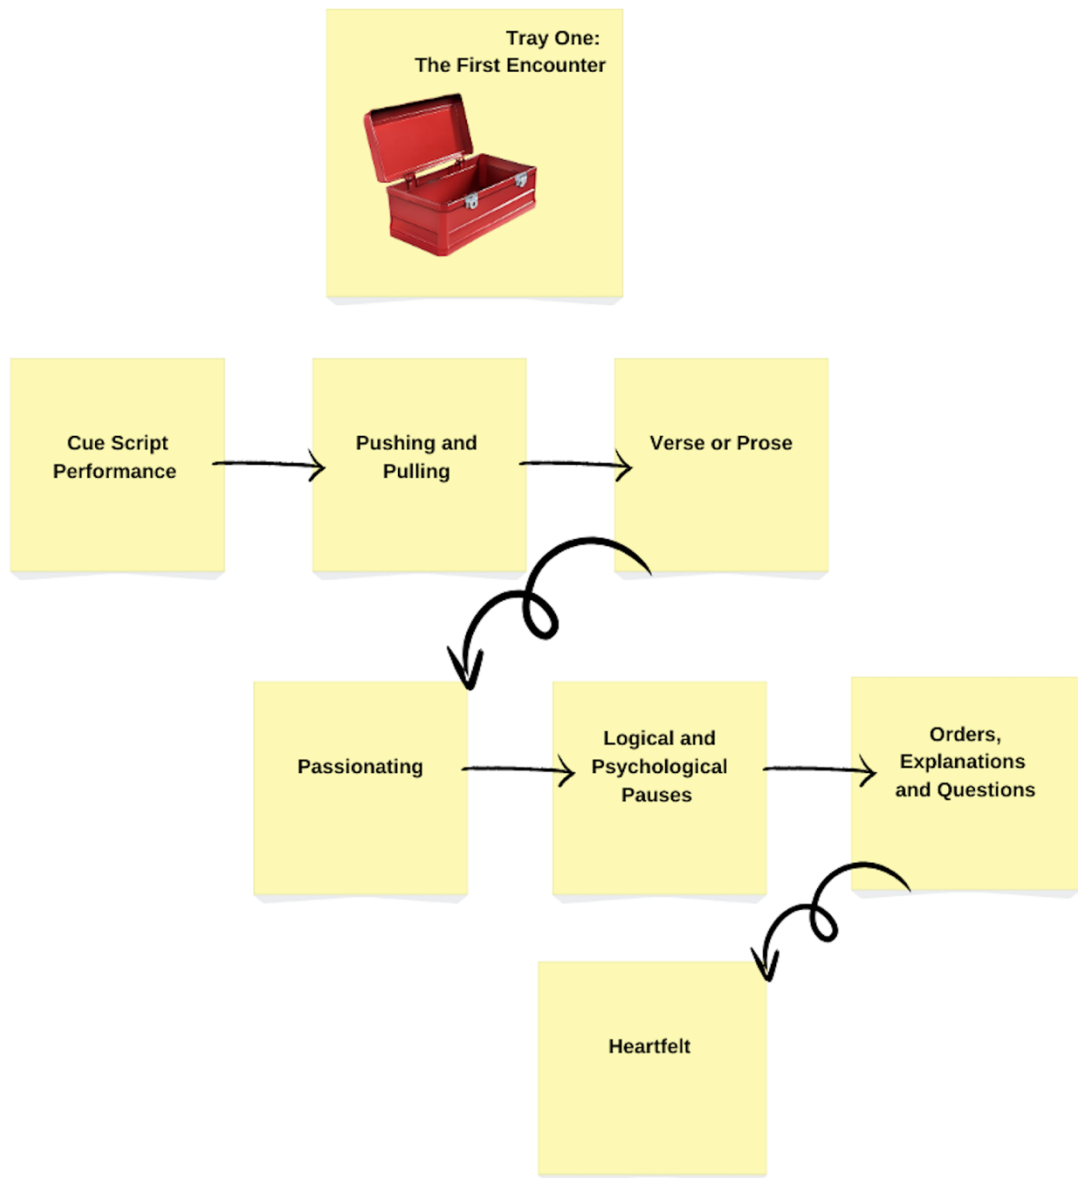 Tray One:
The First Encounter
Cue Script
Performance
Pushing and
Pulling
Verse or Prose
Passionating
Logical and
Psychological
Pauses
Orders,
Explanations
and Questions
Heartfelt